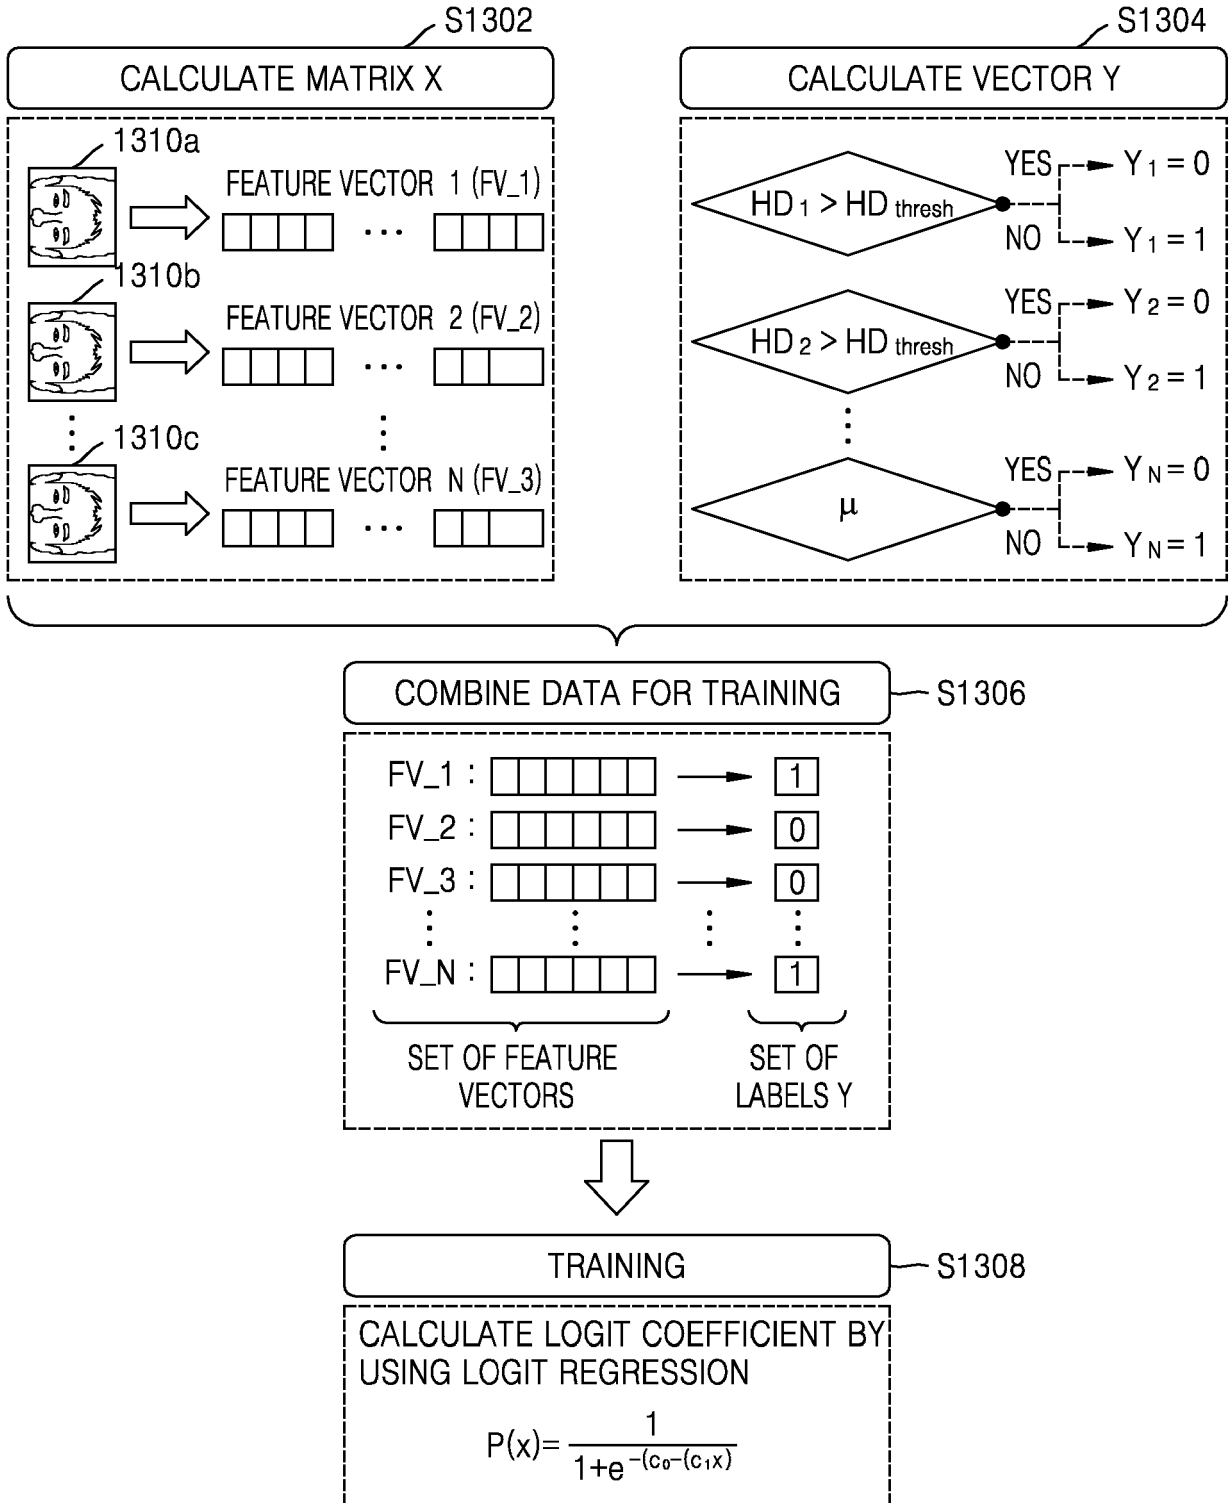 S1302
CALCULATE MATRIX X
1310a
FEATURE VECTOR 1 (FV_1)
...
1310b
FEATURE VECTOR 2 (FV_2)
...
1310c
FEATURE VECTOR N (FV_3)
...
S1304
CALCULATE VECTOR Y
HD1 > HDthresh
YES
Y1 = 0
NO
Y1 = 1
HD2 > HDthresh
YES
Y2 = 0
NO
Y2 = 1
μ
YES
YN = 0
NO
YN = 1
COMBINE DATA FOR TRAINING
S1306
FV_1 :
1
FV_2 :
0
FV_3 :
0
FV_N :
1
SET OF FEATURE
VECTORS
SET OF
LABELS Y
TRAINING
S1308
CALCULATE LOGIT COEFFICIENT BY
USING LOGIT REGRESSION
P(x)= 1 / 1+e^-(c₀-(c₁x)